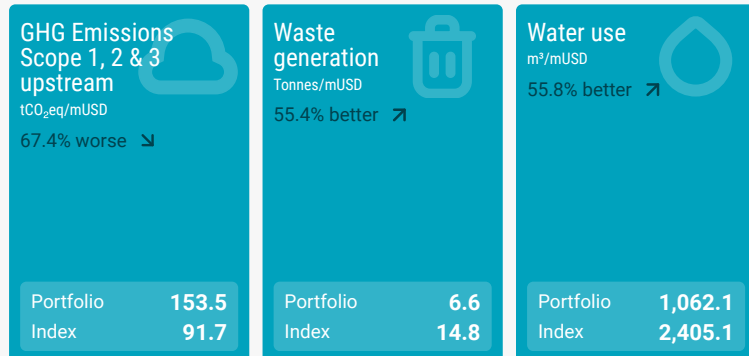 GHG Emissions
Scope 1, 2 & 3
upstream
tCO₂eq/mUSD
67.4% worse
Portfolio 153.5
Index 91.7
Waste
generation
Tonnes/mUSD
55.4% better
Portfolio 6.6
Index 14.8
Water use
m³/mUSD
55.8% better
Portfolio 1,062.1
Index 2,405.1